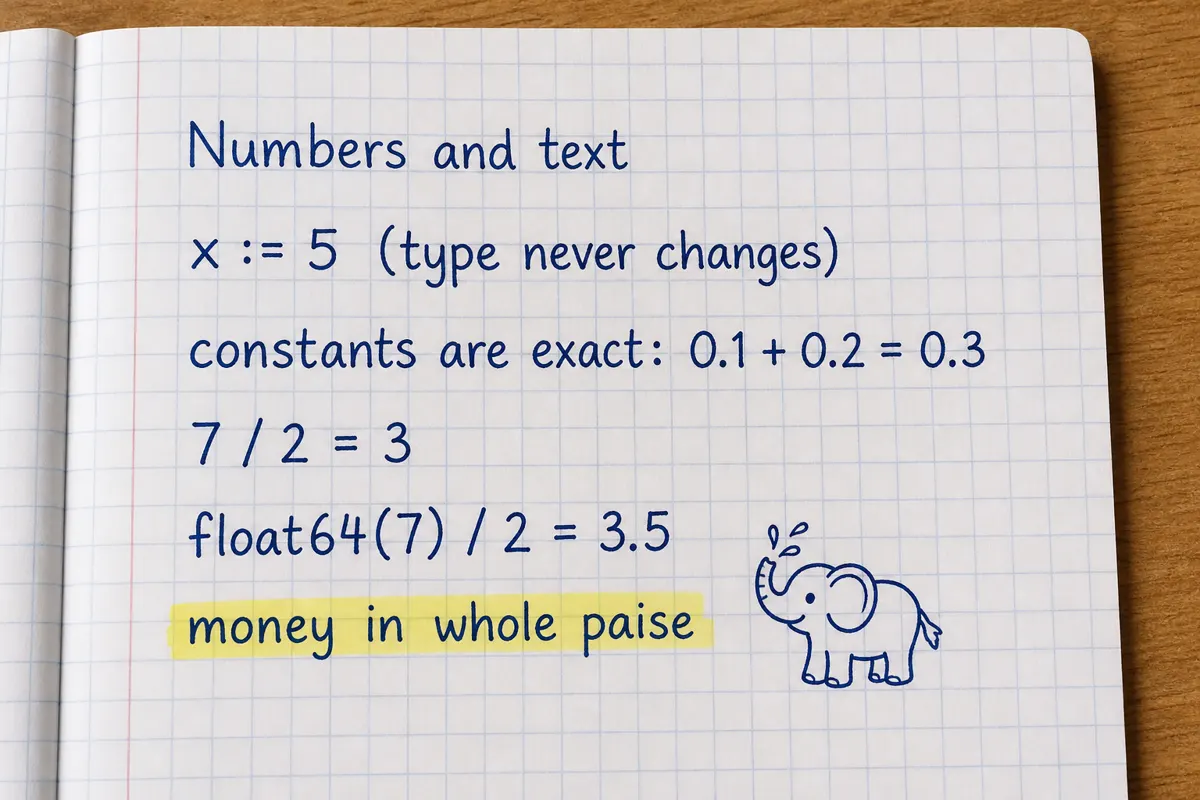 Numbers and text
x := 5 (type never changes)
constants are exact: 0.1 + 0.2 = 0.3
7 / 2 = 3
float64(7) / 2 = 3.5
money in whole paise